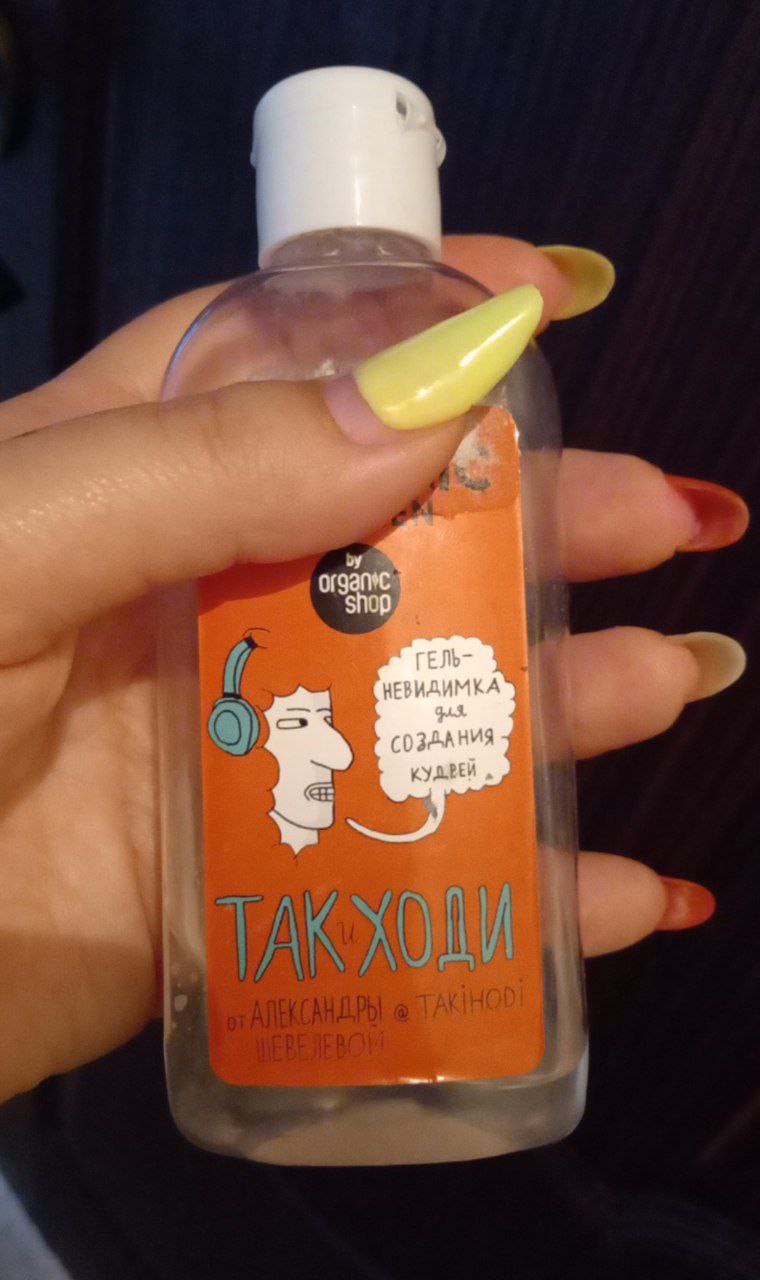 by
organic
shop
ГЕЛЬ-
НЕВИДИМКА
для
СОЗДАНИЯ
КУДРЕЙ
ТАК и ХОДИ
от АЛЕКСАНДРЫ @ TAKiHODi
ШЕВЕЛЕВОЙ